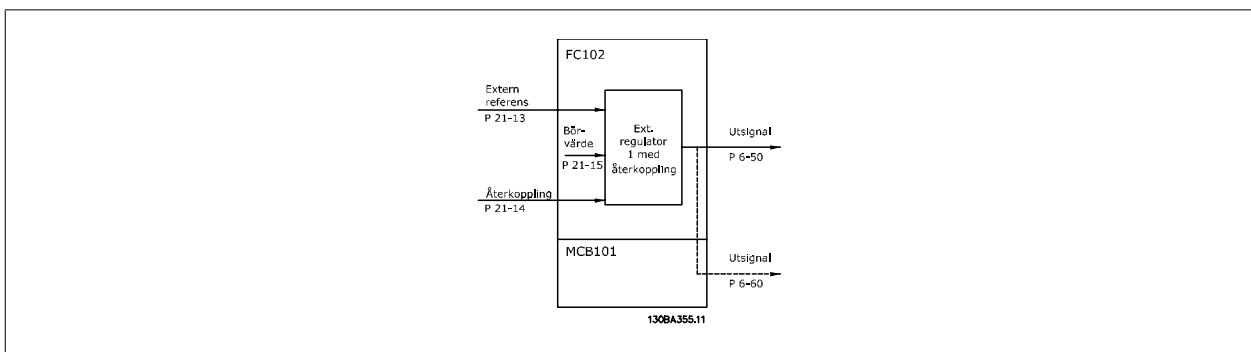 FC102
Extern
referens
P 21-13
Bör-
värde
P 21-15
Ext.
regulator
1 med
återkoppling
Utsignal
P 6-50
Återkoppling
P 21-14
MCB101
Utsignal
P 6-60
130BA355.11